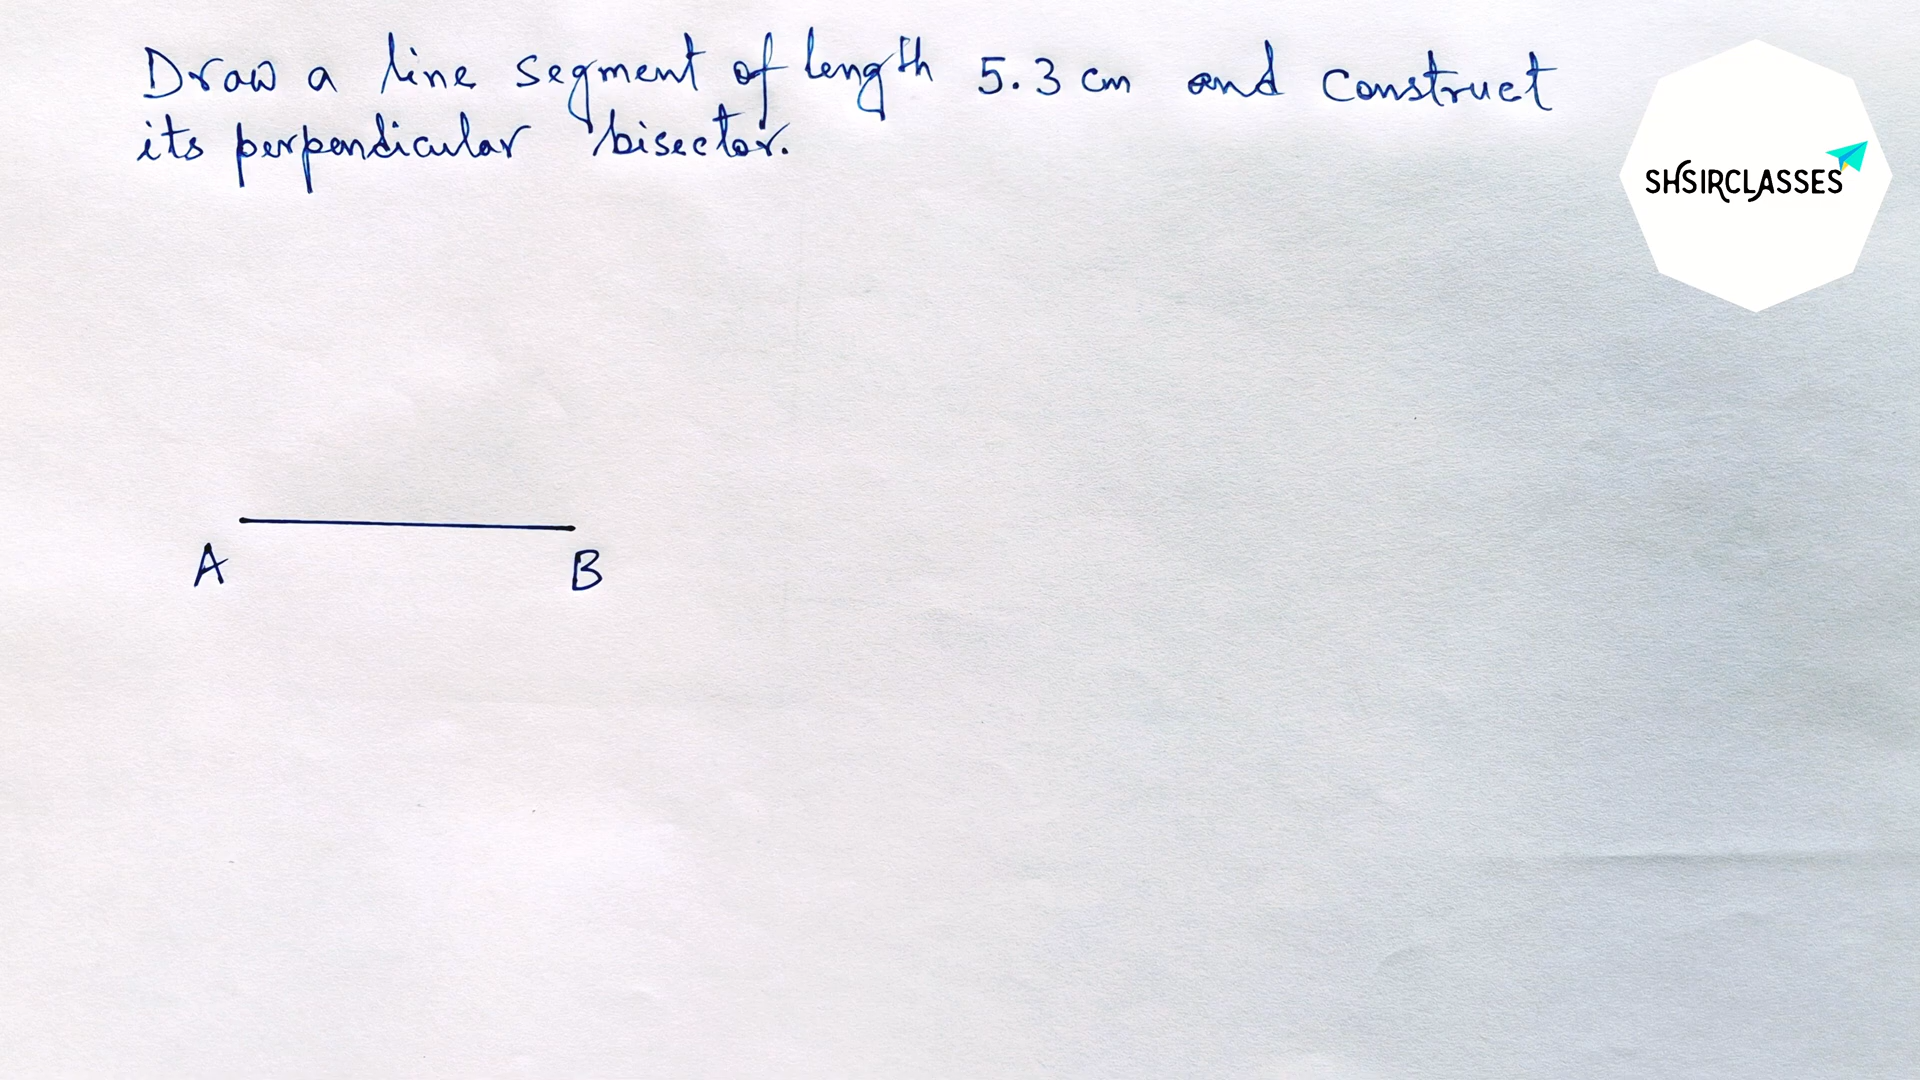 Draw a line segment of length 5.3 cm and construct
its perpendicular bisector.
SHSIRCLASSES
A B